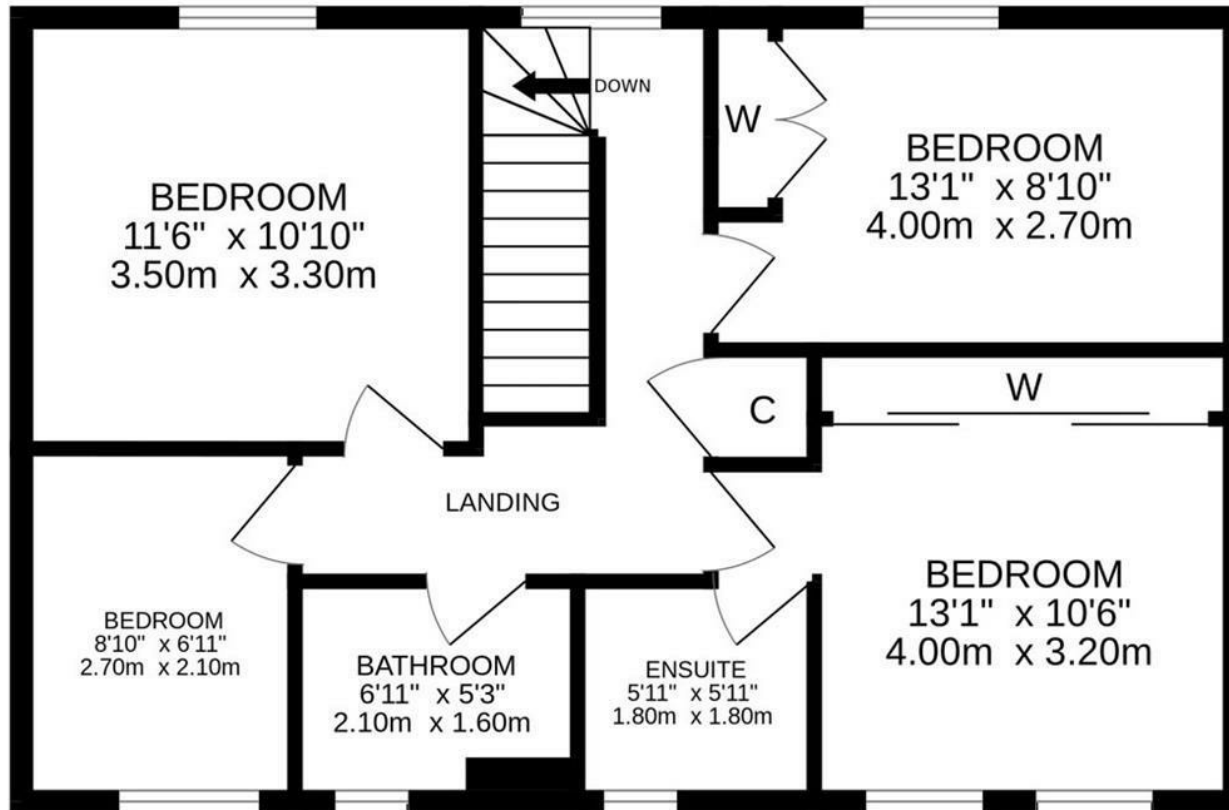 DOWN
W
BEDROOM
13'1" x 8'10"
4.00m x 2.70m
BEDROOM
11'6" x 10'10"
3.50m x 3.30m
W
C
LANDING
BEDROOM
13'1" x 10'6"
4.00m x 3.20m
BEDROOM
8'10" x 6'11"
2.70m x 2.10m
BATHROOM
6'11" x 5'3"
2.10m x 1.60m
ENSUITE
5'11" x 5'11"
1.80m x 1.80m